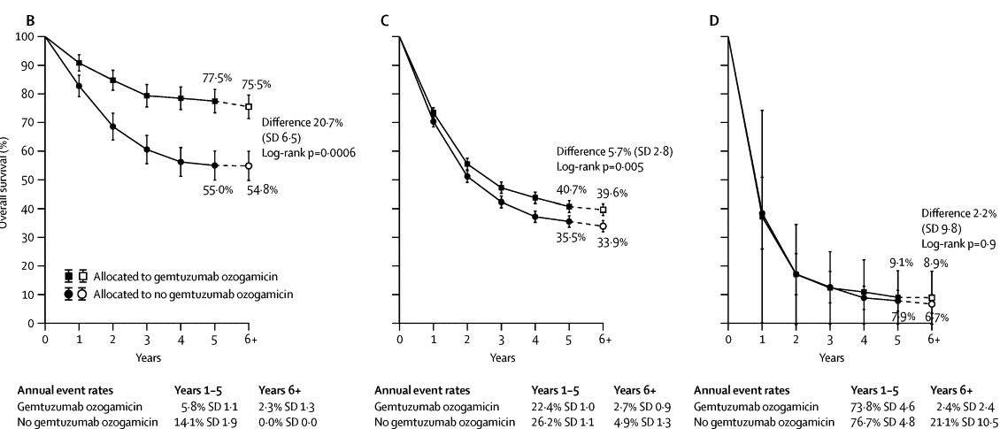 B
Overall survival (%)
100
90
80
70
60
50
40
30
20
10
0
77·5%
75·5%
Difference 20·7%
(SD 6·5)
Log-rank p=0·0006
55·0%
54·8%
Allocated to gemtuzumab ozogamicin
Allocated to no gemtuzumab ozogamicin
0 1 2 3 4 5 6+
Years
Annual event rates Years 1–5 Years 6+
Gemtuzumab ozogamicin 5·8% SD 1·1 2·3% SD 1·3
No gemtuzumab ozogamicin 14·1% SD 1·9 0·0% SD 0·0
C
Difference 5·7% (SD 2·8)
Log-rank p=0·005
40·7%
39·6%
35·5%
33·9%
0 1 2 3 4 5 6+
Years
Annual event rates Years 1–5 Years 6+
Gemtuzumab ozogamicin 22·4% SD 1·0 2·7% SD 0·9
No gemtuzumab ozogamicin 26·2% SD 1·1 4·9% SD 1·3
D
Difference 2·2%
(SD 9·8)
Log-rank p=0·9
9·1%
8·9%
7·9%
6·7%
0 1 2 3 4 5 6+
Years
Annual event rates Years 1–5 Years 6+
Gemtuzumab ozogamicin 73·8% SD 4·6 2·4% SD 2·4
No gemtuzumab ozogamicin 76·7% SD 4·8 21·1% SD 10·5